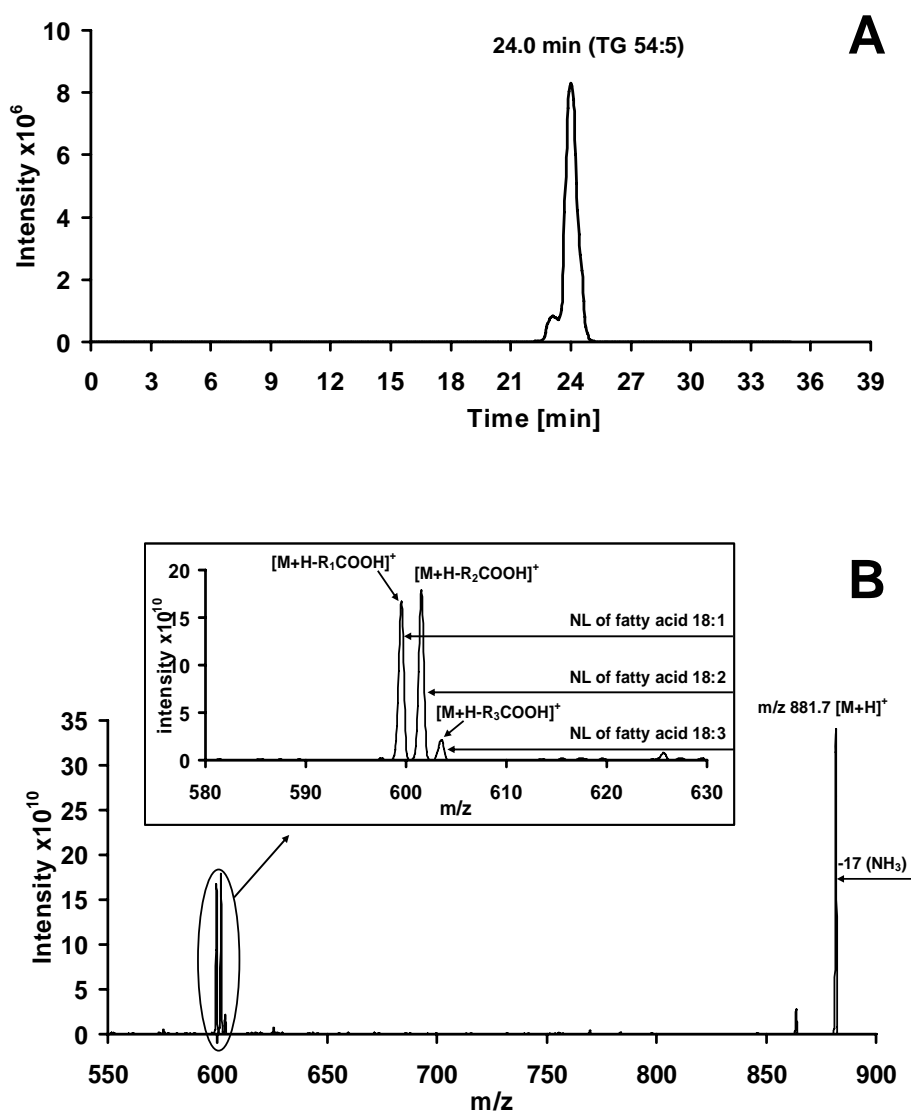 A
24.0 min (TG 54:5)
Intensity x10⁶
10
8
6
4
2
0
0 3 6 9 12 15 18 21 24 27 30 33 36 39
Time [min]
B
[M+H-R₁COOH]⁺ [M+H-R₂COOH]⁺
intensity x10¹⁰
20
15
10
5
0
NL of fatty acid 18:1
NL of fatty acid 18:2
[M+H-R₃COOH]⁺
NL of fatty acid 18:3
580 590 600 610 620 630
m/z
m/z 881.7 [M+H]⁺
-17 (NH₃)
Intensity x10¹⁰
35
30
25
20
15
10
5
0
550 600 650 700 750 800 850 900
m/z